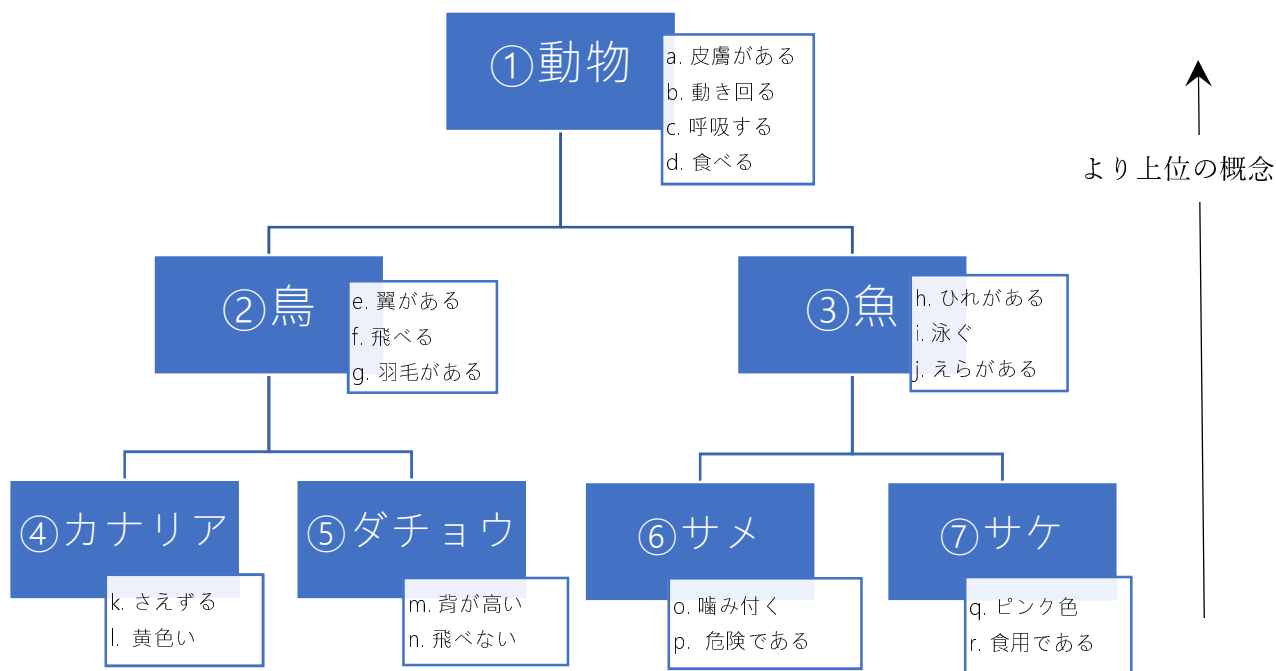 ①動物
a. 皮膚がある
b. 動き回る
c. 呼吸する
d. 食べる
より上位の概念
②鳥
e. 翼がある
f. 飛べる
g. 羽毛がある
③魚
h. ひれがある
i. 泳ぐ
j. えらがある
④カナリア
k. さえずる
l. 黄色い
⑤ダチョウ
m. 背が高い
n. 飛べない
⑥サメ
o. 噛み付く
p. 危険である
⑦サケ
q. ピンク色
r. 食用である